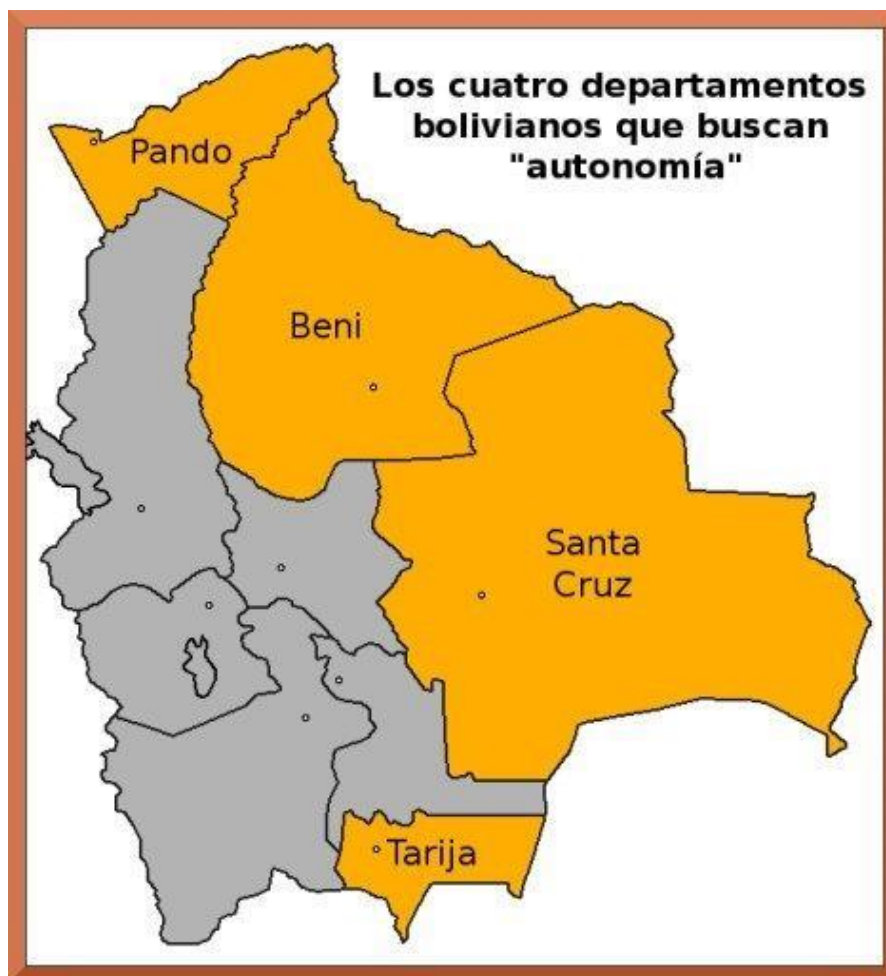 Los cuatro departamentos
bolivianos que buscan
"autonomía"
Pando
Beni
Santa
Cruz
Tarija